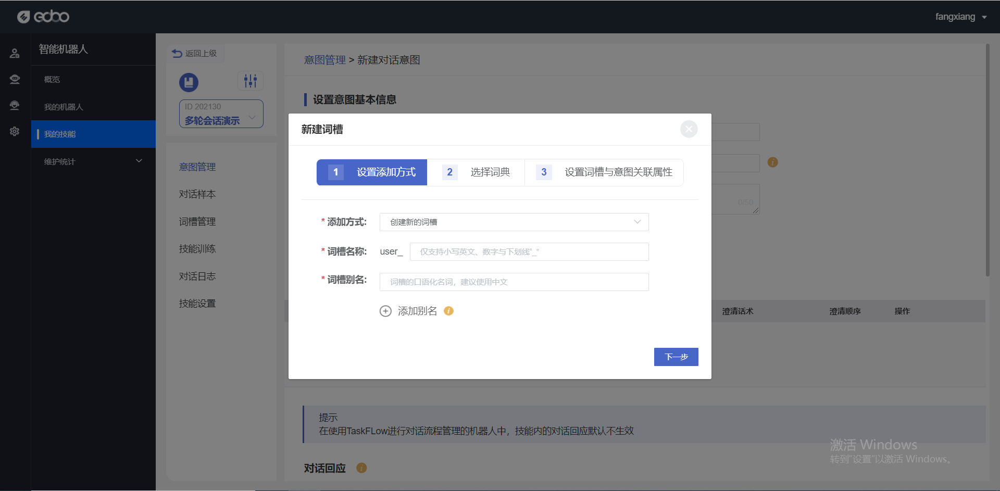 edoo
fangxiang
智能机器人
概览
我的机器人
我的技能
维护统计
返回上级
ID 202130
多轮会话演示
意图管理
对话样本
词槽管理
技能训练
对话日志
技能设置
意图管理 > 新建对话意图
设置意图基本信息
0/50
新建词槽
1 设置添加方式 2 选择词典 3 设置词槽与意图关联属性
* 添加方式: 创建新的词槽
* 词槽名称: user_ 仅支持小写英文、数字与下划线“_”
* 词槽别名: 词槽的口语化名词，建议使用中文
添加别名
下一步
澄清话术 澄清顺序 操作
提示
在使用TaskFLow进行对话流程管理的机器人中，技能内的对话回应默认不生效
对话回应
激活 Windows
转到“设置”以激活 Windows。